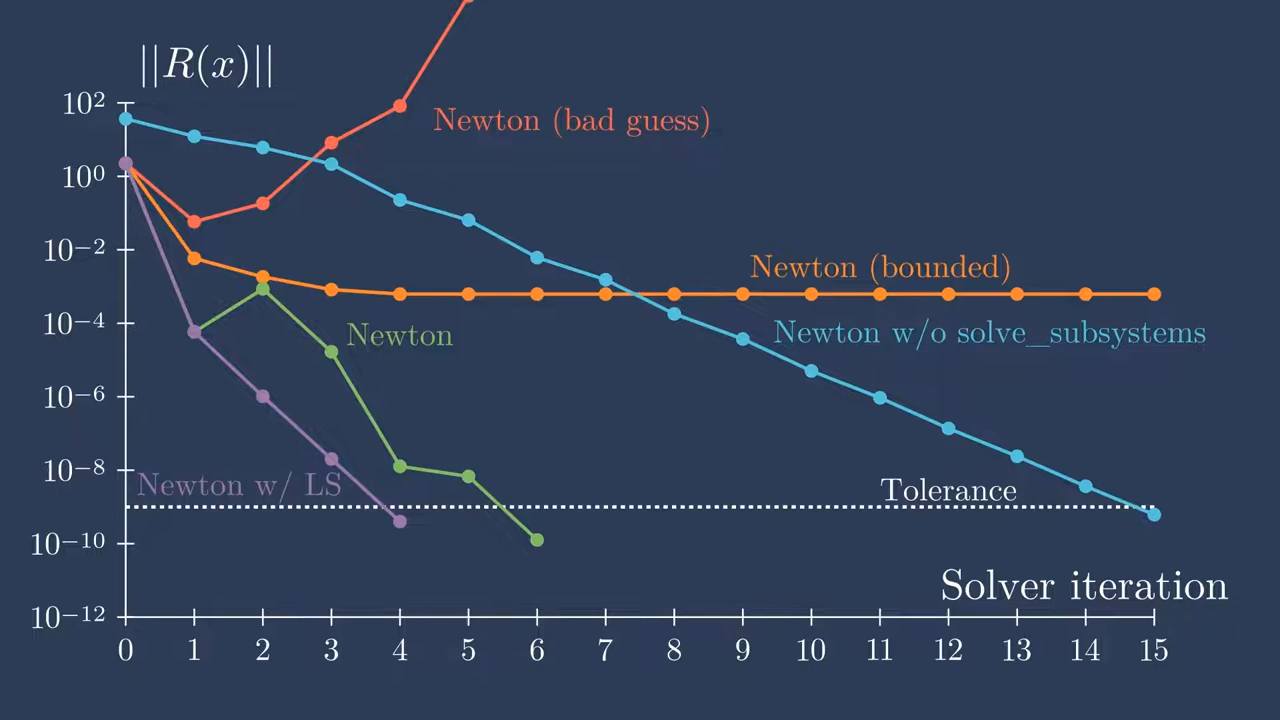 ||R(x)||
10²
Newton (bad guess)
10⁰
10⁻²
Newton (bounded)
10⁻⁴
Newton
Newton w/o solve_subsystems
10⁻⁶
10⁻⁸
Newton w/ LS
Tolerance
10⁻¹⁰
Solver iteration
10⁻¹²
0 1 2 3 4 5 6 7 8 9 10 11 12 13 14 15